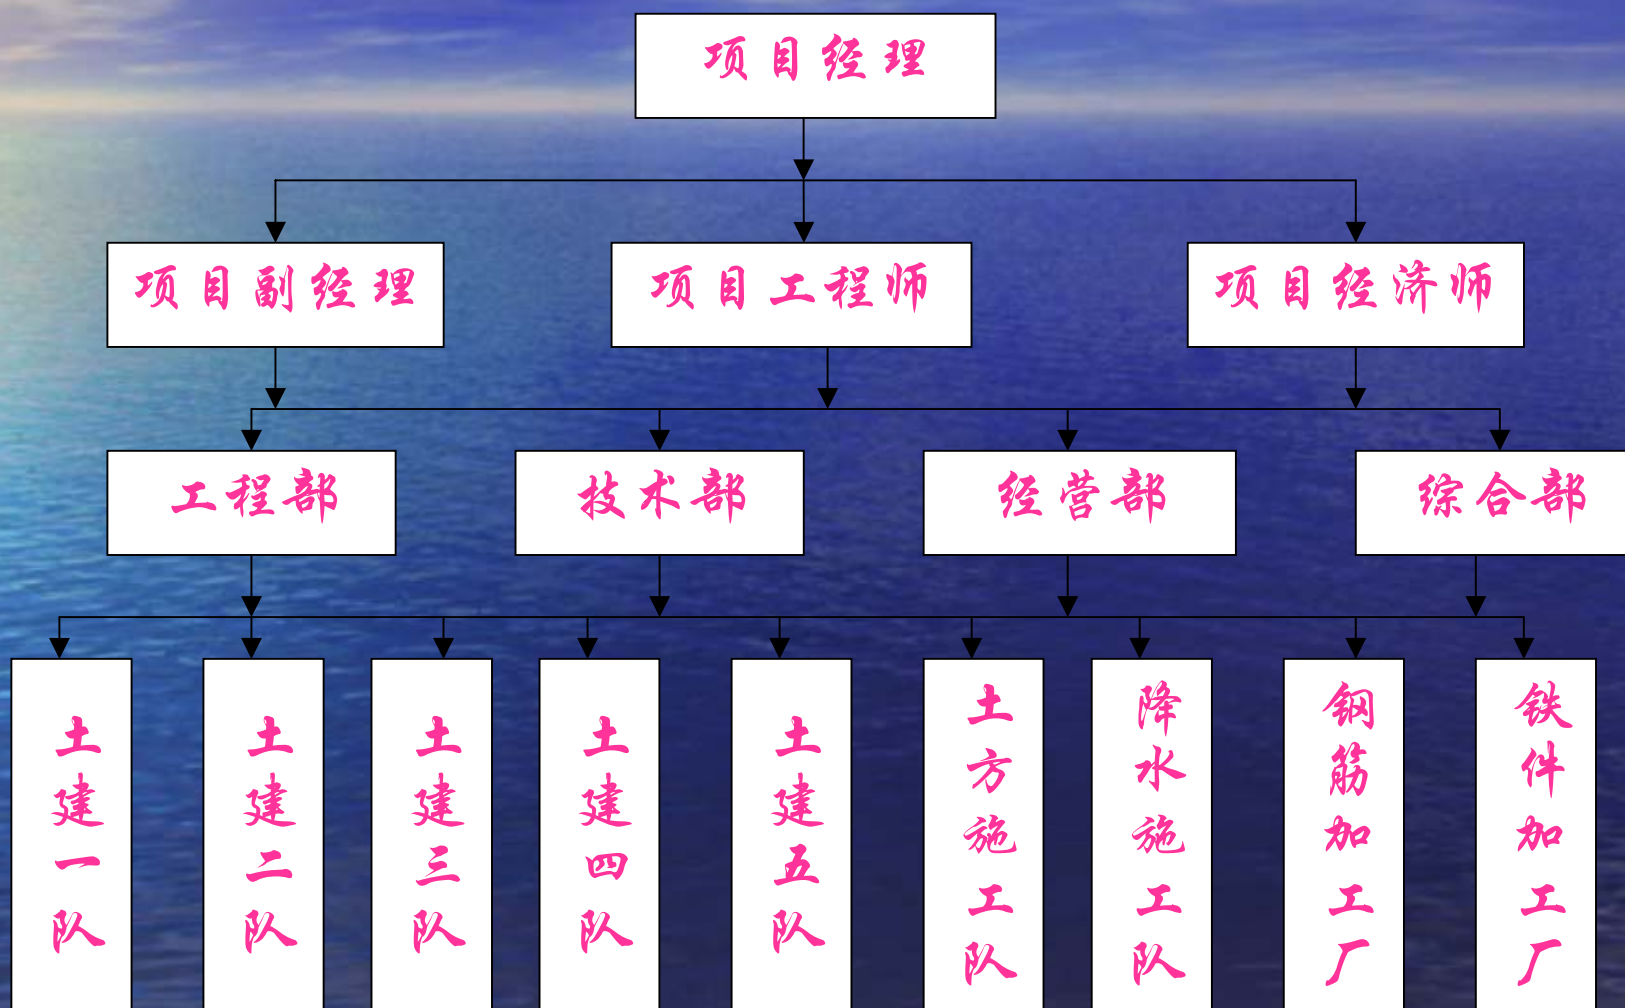 项目经理
项目副经理
项目工程师
项目经济师
工程部
技术部
经营部
综合部
土建一队
土建二队
土建三队
土建四队
土建五队
土方施工队
降水施工队
钢筋加工厂
铁件加工厂